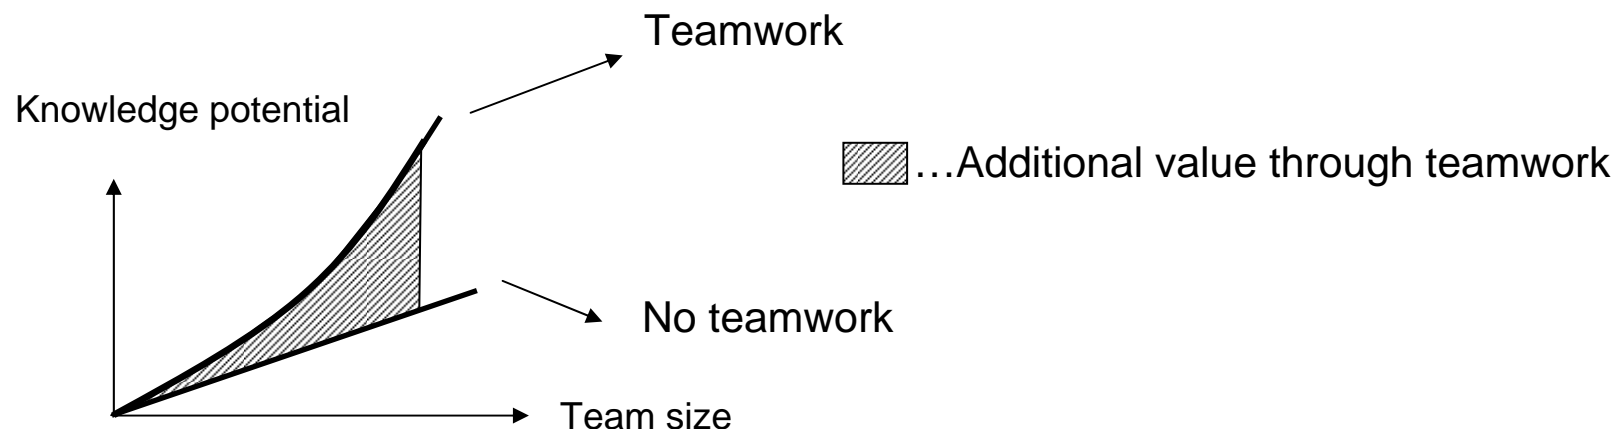 Teamwork
Knowledge potential
…Additional value through teamwork
No teamwork
Team size